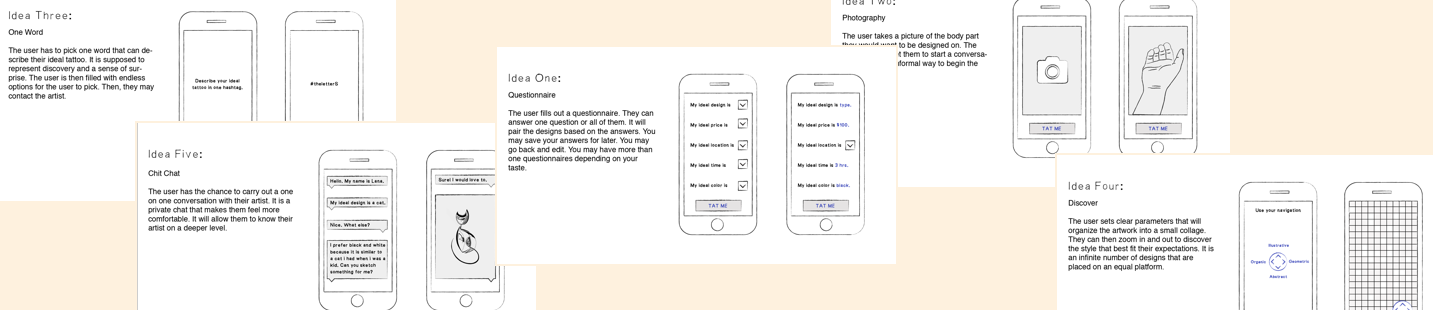 Idea Three:
One Word
The user has to pick one word that can de-
scribe their ideal tattoo. It is supposed to
represent discovery and a sense of sur-
prise. The user is then filled with endless
options for the user to pick. Then, they may
contact the artist.
Describe your ideal
tattoo in one hashtag.
#theletterS
Idea Five:
Chit Chat
The user has the chance to carry out a one
on one conversation with their artist. It is a
private chat that makes them feel more
comfortable. It will allow them to know their
artist on a deeper level.
Hello. My name is Lena.
My ideal design is a cat.
Nice. What else?
I prefer black and white
because it is similar to
a cat I had when I was a
kid. Can you sketch
something for me?
Sure! I would love to.
Idea One:
Questionnaire
The user fills out a questionnaire. They can
answer one question or all of them. It will
pair the designs based on the answers. You
may save your answers for later. You may
go back and edit. You may have more than
one questionnaires depending on your
taste.
My ideal design is
My ideal price is
My ideal location is
My ideal time is
My ideal color is
TAT ME
My ideal design is type.
My ideal price is $100.
My ideal location is
My ideal time is 3 hrs.
My ideal color is black.
TAT ME
Idea Two:
Photography
The user takes a picture of the body part
they would want to be designed on. The
t them to start a conversa-
nformal way to begin the
TAT ME
TAT ME
Idea Four:
Discover
The user sets clear parameters that will
organize the artwork into a small collage.
They can then zoom in and out to discover
the style that best fit their expectations. It is
an infinite number of designs that are
placed on an equal platform.
Use your navigation
Illustrative
Organic
Geometric
Abstract